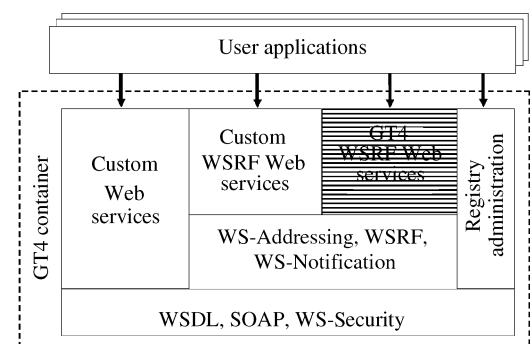 User applications
GT4 container
Custom
Web
services
Custom
WSRF Web
services
GT4
WSRF Web
services
Registry
administration
WS-Addressing, WSRF,
WS-Notification
WSDL, SOAP, WS-Security